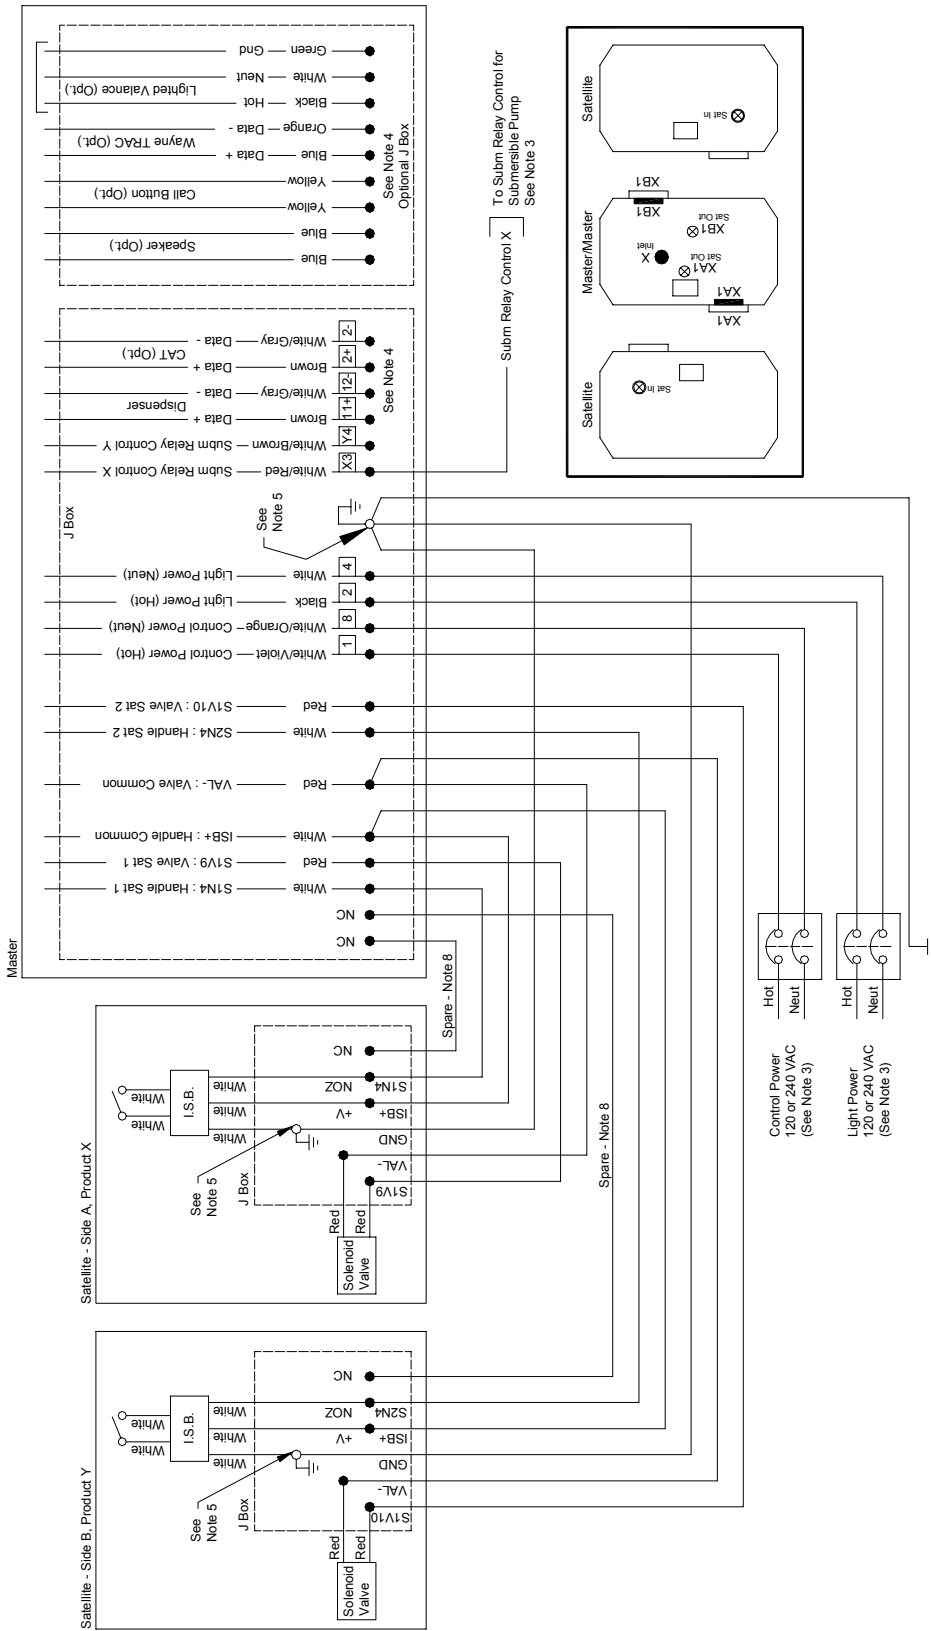 Master
Green — Gnd
White — Neut
Black — Hot
Lighted Valance (Opt.)
Orange — Data -
Blue — Data +
Wayne TRAC (Opt.)
Yellow
Yellow
Call Button (Opt.)
Blue
Blue
Speaker (Opt.)
See Note 4
Optional J Box
J Box
2- White/Gray — Data -
2+ Brown — Data +
CAT (Opt.)
12- White/Gray — Data -
11+ Brown — Data +
Dispenser
Y4 White/Brown — Subm Relay Control Y
X3 White/Red — Subm Relay Control X
See Note 4
See
Note 5
4 White — Light Power (Neut)
2 Black — Light Power (Hot)
8 White/Orange — Control Power (Neut)
1 White/Violet — Control Power (Hot)
Red — S1V10 : Valve Sat 2
White — S2N4 : Handle Sat 2
Red — VAL- : Valve Common
White — ISB+ : Handle Common
Red — S1V9 : Valve Sat 1
White — S1N4 : Handle Sat 1
NC
NC
Subm Relay Control X
To Subm Relay Control for
Submersible Pump
See Note 3
Satellite
Sat In
Master/Master
XB1
XB1
XB1
Sat Out
X
Inlet
XA1
Sat Out
XA1
XA1
Satellite
Sat In
Satellite - Side A, Product X
White
White
I.S.B.
White
White
White
NC
NOZ
S1N4
+V
ISB+
GND
VAL-
S1V9
See
Note 5
J Box
Red
Red
Solenoid
Valve
Spare - Note 8
Satellite - Side B, Product Y
White
White
I.S.B.
White
White
White
NC
NOZ
S2N4
+V
ISB+
GND
VAL-
S1V10
See
Note 5
J Box
Red
Red
Solenoid
Valve
Spare - Note 8
Hot
Neut
Control Power
120 or 240 VAC
(See Note 3)
Hot
Neut
Light Power
120 or 240 VAC
(See Note 3)